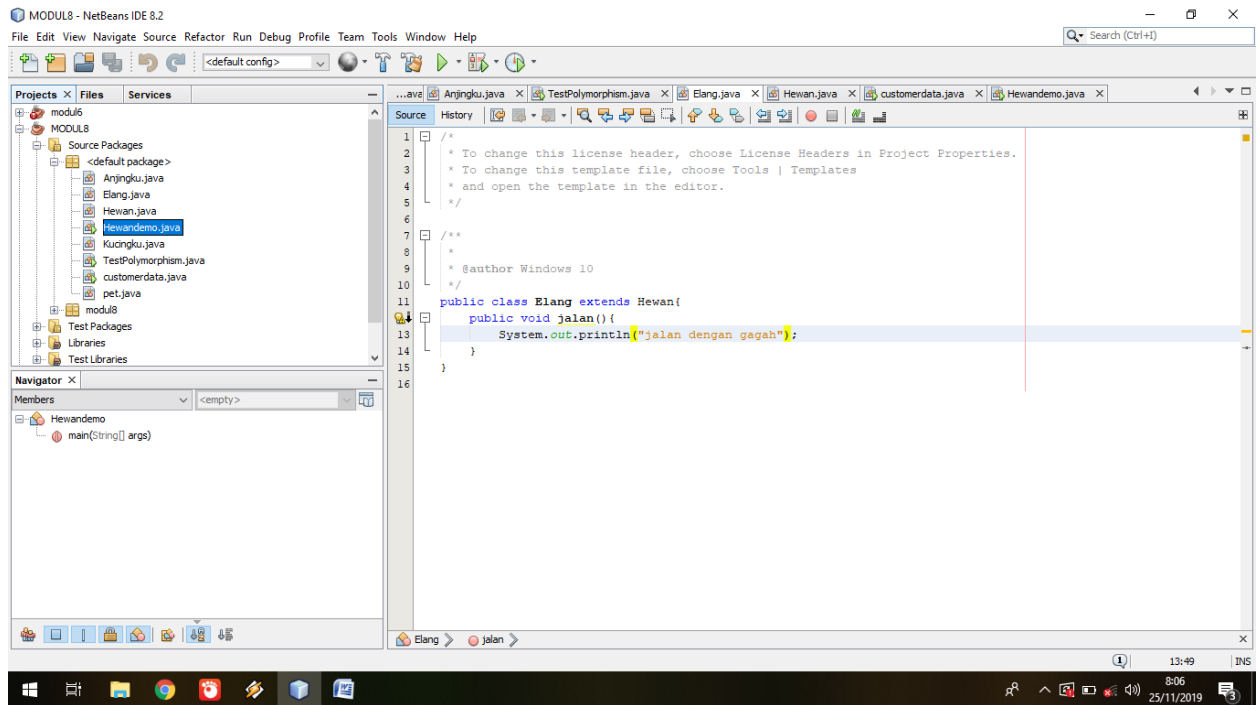 MODUL8 - NetBeans IDE 8.2
File Edit View Navigate Source Refactor Run Debug Profile Team Tools Window Help
Search (Ctrl+I)
<default config>
Projects Files Services
modul6
MODUL8
Source Packages
<default package>
Anjingku.java
Elang.java
Hewan.java
Hewandemo.java
Kucingku.java
TestPolymorphism.java
customerdata.java
pet.java
modul8
Test Packages
Libraries
Test Libraries
Navigator
Members <empty>
Hewandemo
main(String[] args)
...ava Anjingku.java TestPolymorphism.java Elang.java Hewan.java customerdata.java Hewandemo.java
Source History
1 /*
2 * To change this license header, choose License Headers in Project Properties.
3 * To change this template file, choose Tools | Templates
4 * and open the template in the editor.
5 */
6
7 /**
8 *
9 * @author Windows 10
10 */
11 public class Elang extends Hewan{
public void jalan(){
13 System.out.println("jalan dengan gagah");
14 }
15 }
16
Elang jalan
1 13:49 INS
8:06
25/11/2019
3